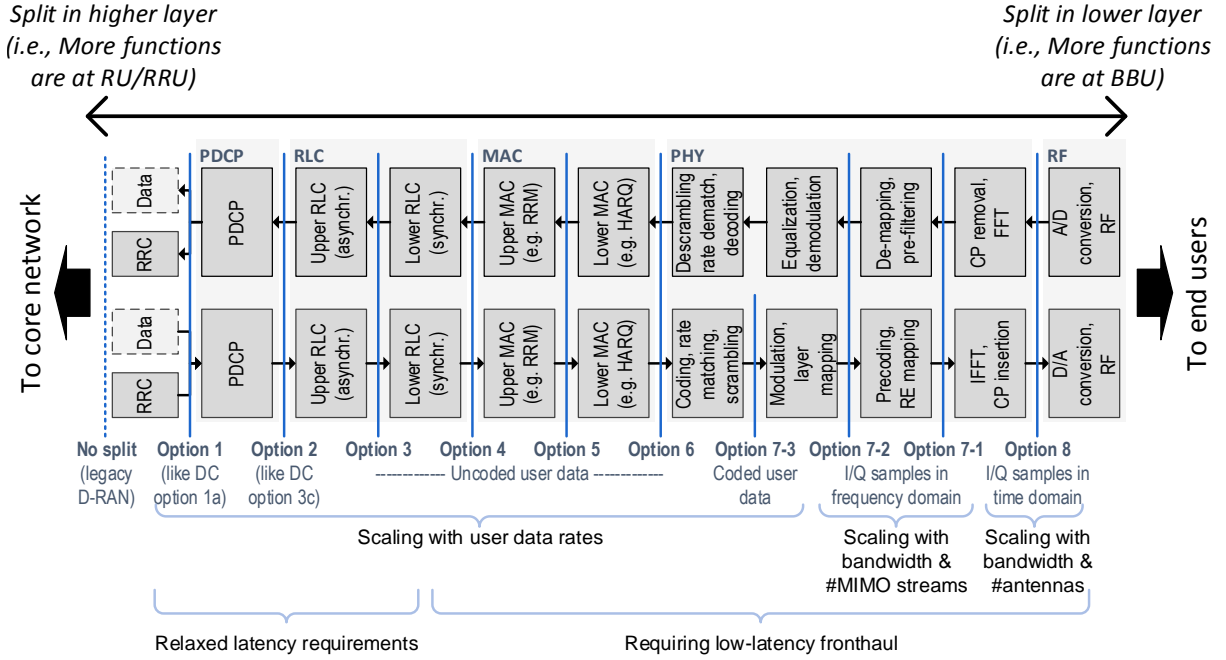 Split in higher layer
(i.e., More functions
are at RU/RRU)
Split in lower layer
(i.e., More functions
are at BBU)
PDCP
RLC
MAC
PHY
RF
To core network
To end users
Data
RRC
PDCP
Upper RLC
(asynchr.)
Lower RLC
(synchr.)
Upper MAC
(e.g. RRM)
Lower MAC
(e.g. HARQ)
Descrambling
rate dematch,
decoding
Equalization,
demodulation
De-mapping,
pre-filtering
CP removal,
FFT
A/D
conversion,
RF
Data
RRC
PDCP
Upper RLC
(asynchr.)
Lower RLC
(synchr.)
Upper MAC
(e.g. RRM)
Lower MAC
(e.g. HARQ)
Coding, rate
matching,
scrambling
Modulation,
layer
mapping
Precoding,
RE mapping
IFFT,
CP insertion
D/A
conversion,
RF
No split
(legacy
D-RAN)
Option 1
(like DC
option 1a)
Option 2
(like DC
option 3c)
Option 3
Option 4
Option 5
Option 6
------------- Uncoded user data -------------
Option 7-3
Coded user
data
Option 7-2
Option 7-1
I/Q samples in
frequency domain
Option 8
I/Q samples in
time domain
Scaling with user data rates
Scaling with
bandwidth &
#MIMO streams
Scaling with
bandwidth &
#antennas
Relaxed latency requirements
Requiring low-latency fronthaul